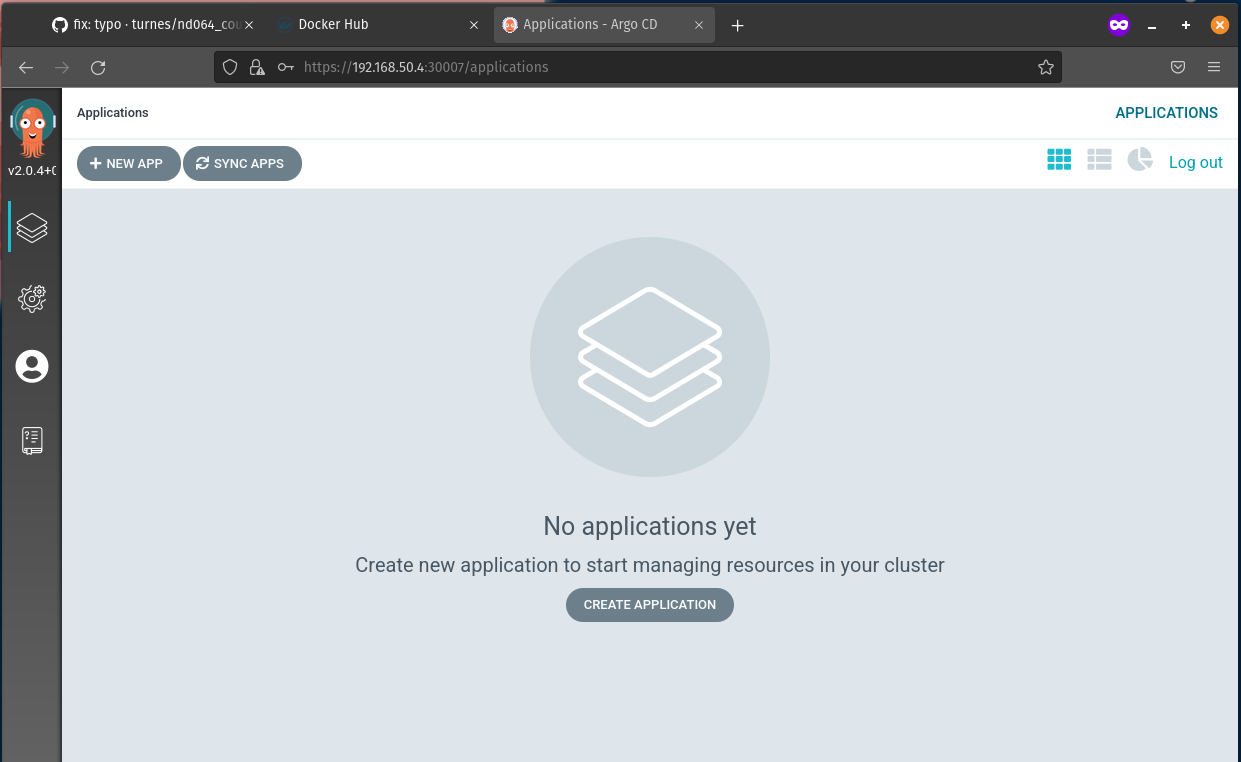 fix: typo · turnes/nd064_cou
Docker Hub
Applications - Argo CD
https://192.168.50.4:30007/applications
Applications
APPLICATIONS
v2.0.4+0
NEW APP
SYNC APPS
Log out
No applications yet
Create new application to start managing resources in your cluster
CREATE APPLICATION